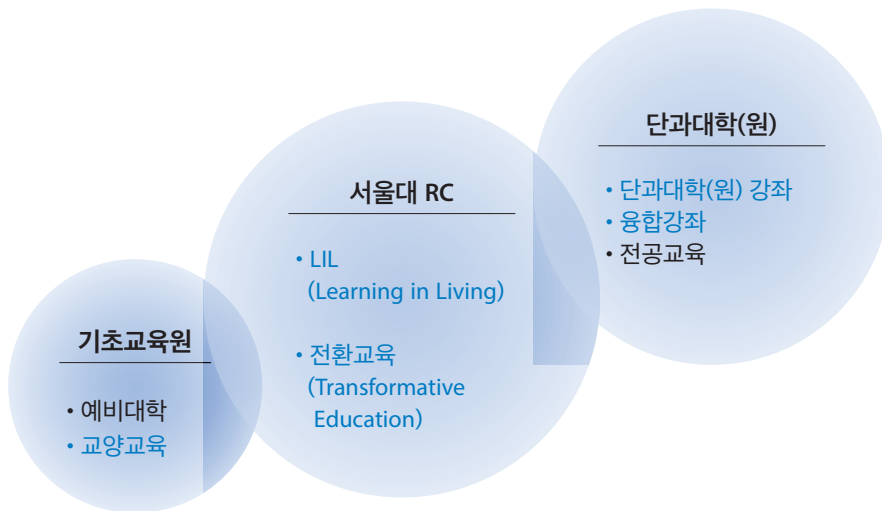 단과대학(원)
• 단과대학(원) 강좌
• 융합강좌
• 전공교육
서울대 RC
• LIL
(Learning in Living)
• 전환교육
(Transformative
Education)
기초교육원
• 예비대학
• 교양교육